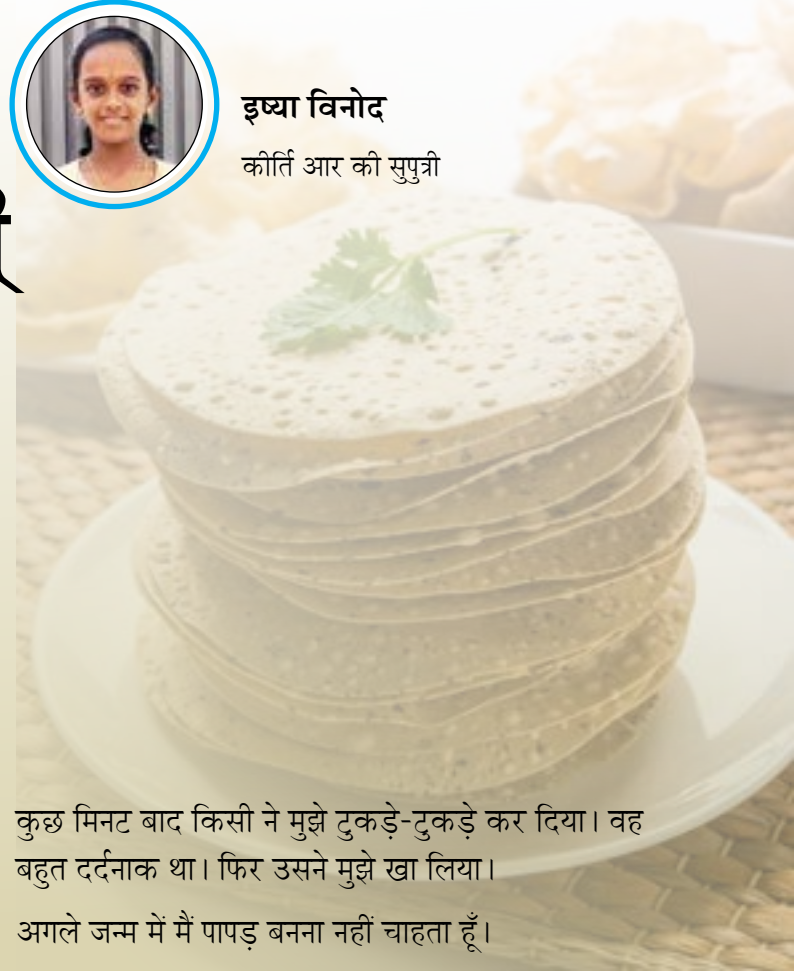 इष्या विनोद
कीर्ति आर की सुपुत्री
कुछ मिनट बाद किसी ने मुझे टुकड़े-टुकड़े कर दिया। वह
बहुत दर्दनाक था। फिर उसने मुझे खा लिया।
अगले जन्म में मैं पापड़ बनना नहीं चाहता हूँ।